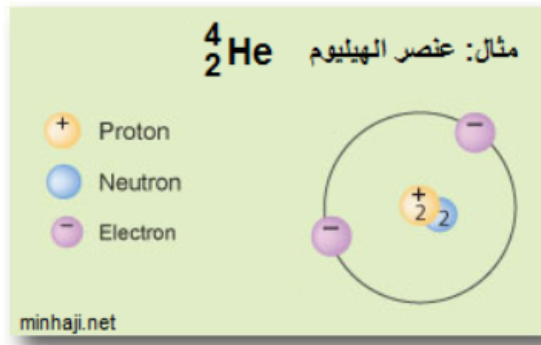 مثال: عنصر الهيليوم ⁴₂He
+ Proton
Neutron
− Electron
−
+
2 2
−
minhaji.net